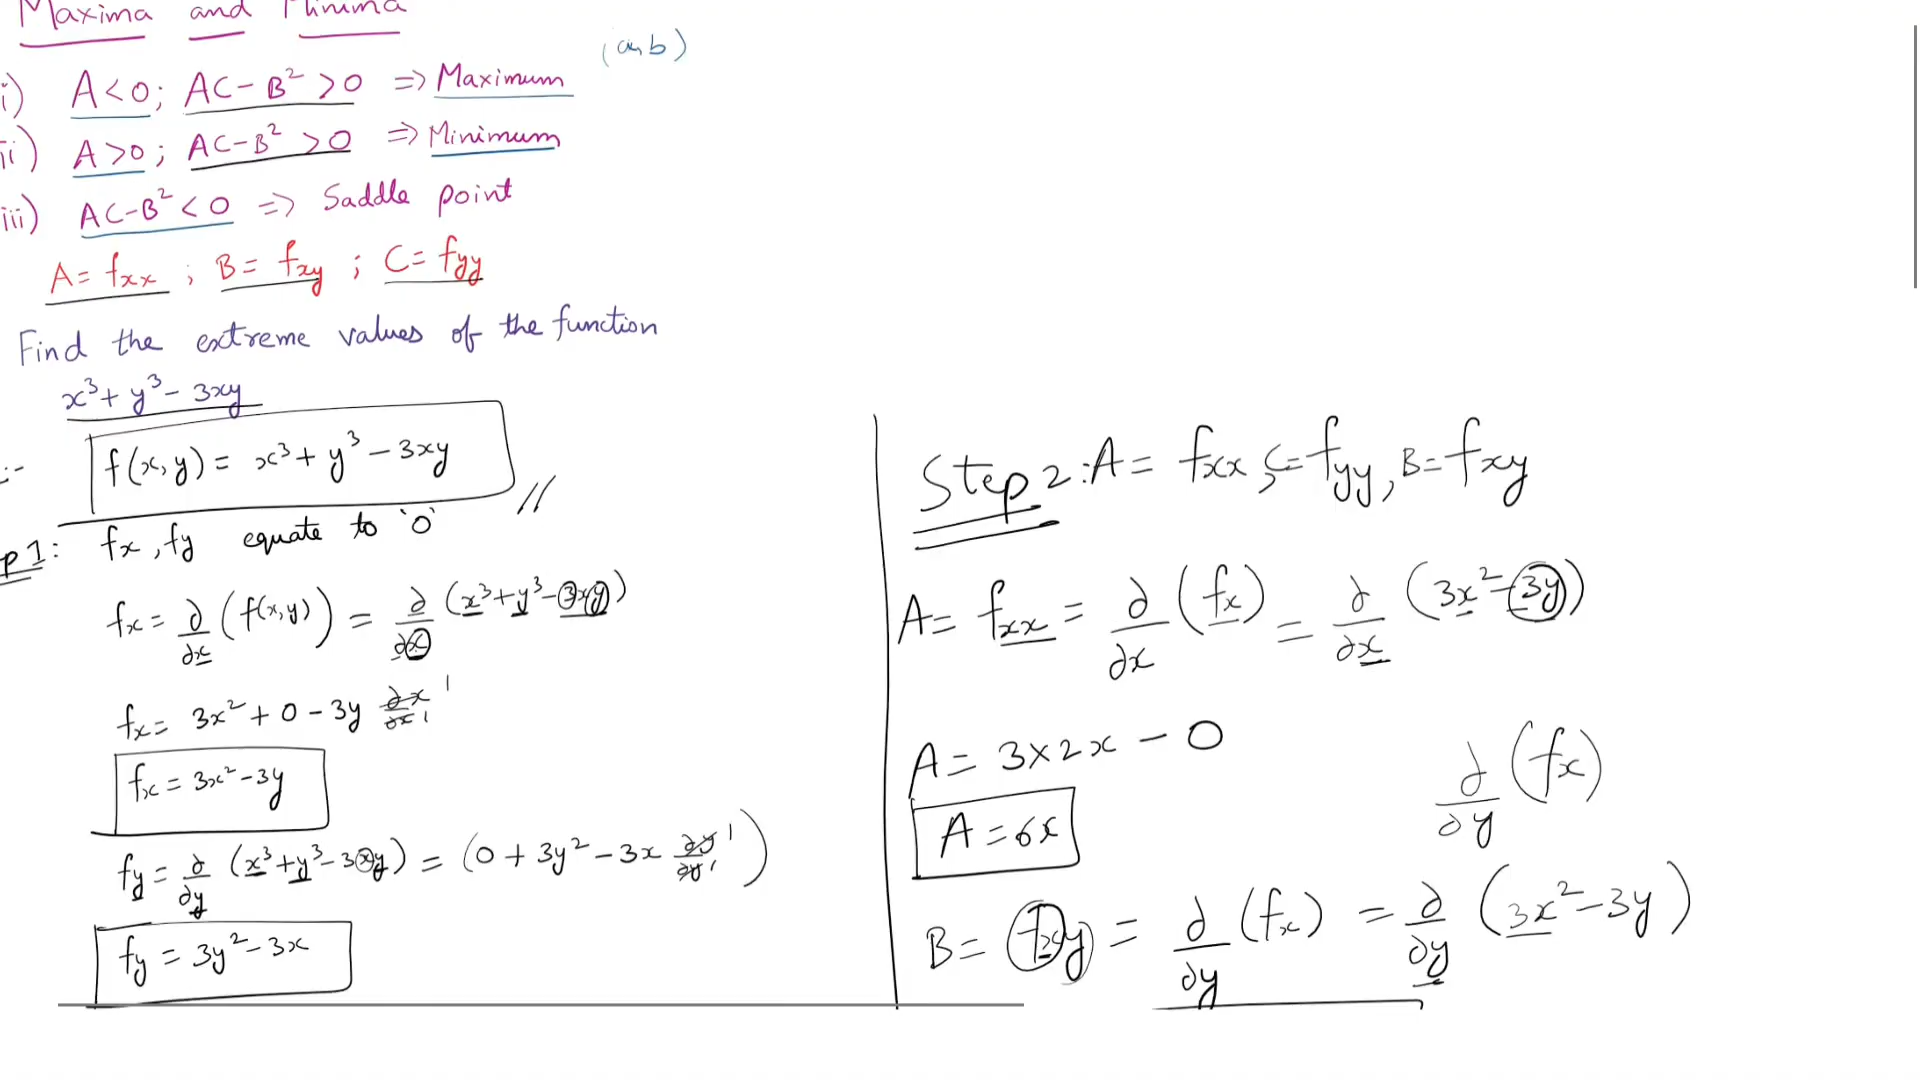 Maxima and Minima
(a, b)
i) A<0; AC-B²>0 => Maximum
ii) A>0; AC-B²>0 => Minimum
iii) AC-B²<0 => Saddle point
A= fxx ; B= fxy ; C= fyy
Find the extreme values of the function
x³+ y³- 3xy
:- f(x,y) = x³+ y³ - 3xy //
p 1: fx , fy equate to '0'
fx = ∂/∂x (f(x,y)) = ∂/∂x (x³+y³-3xy)
fx= 3x²+ 0 - 3y ∂x/∂x 1 1
fx = 3x²-3y
fy = ∂/∂y (x³+y³-3xy) = (0 + 3y² - 3x ∂y/∂y 1 1)
fy = 3y²- 3x
Step 2 : A = fxx , C= fyy , B= fxy
A= fxx = ∂/∂x (fx) = ∂/∂x (3x²-3y)
A = 3×2x - 0
∂/∂y (fx)
A = 6x
B= fxy = ∂/∂y (fx) = ∂/∂y (3x²-3y)